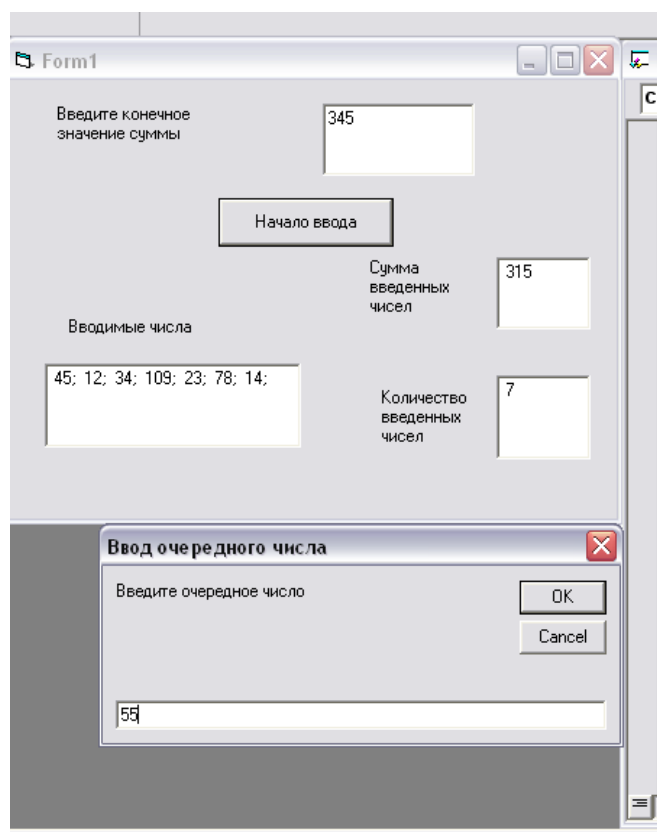 Form1
C
Введите конечное
значение суммы
345
Начало ввода
Сумма
введенных
чисел
315
Вводимые числа
45; 12; 34; 109; 23; 78; 14;
Количество
введенных
чисел
7
Ввод очередного числа
Введите очередное число
OK
Cancel
55